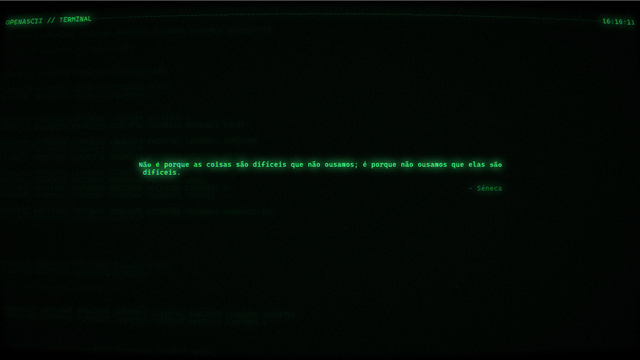 OPENASCII // TERMINAL
16:16:11
Não é porque as coisas são difíceis que não ousamos; é porque não ousamos que elas são
difíceis.
— Séneca